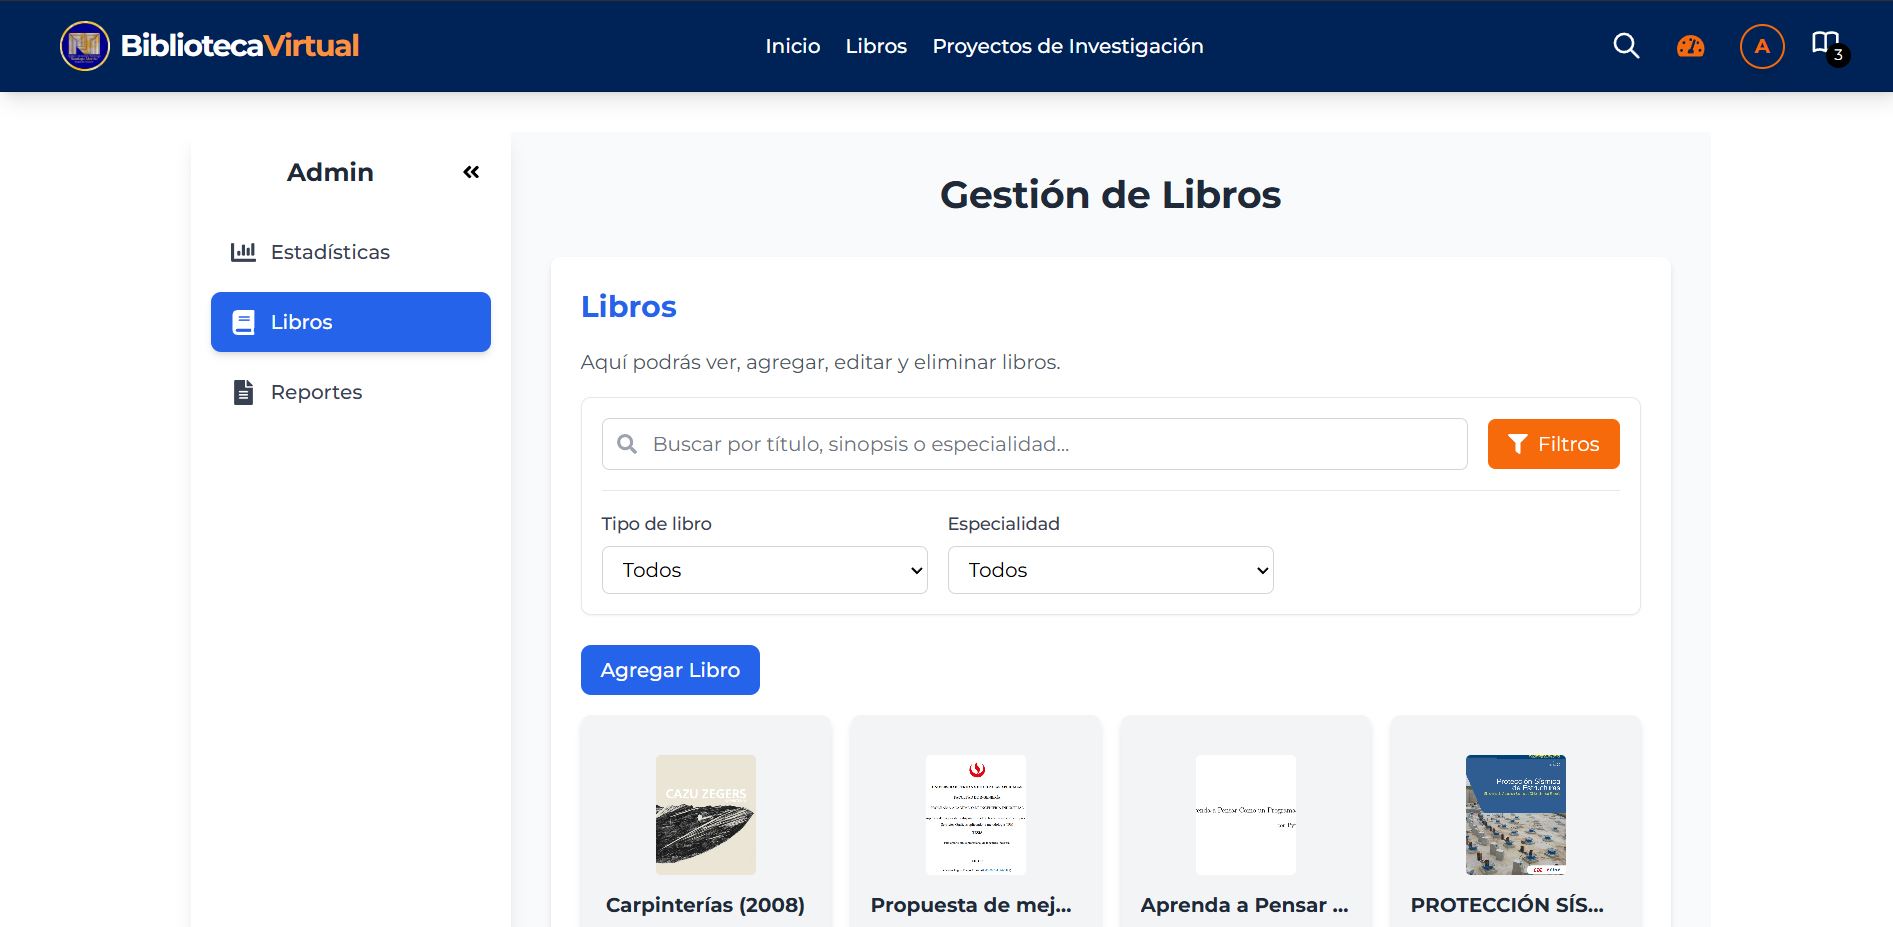 BibliotecaVirtual
Inicio Libros Proyectos de Investigación
A
3
Admin
Estadísticas
Libros
Reportes
Gestión de Libros
Libros
Aquí podrás ver, agregar, editar y eliminar libros.
Buscar por título, sinopsis o especialidad...
Filtros
Tipo de libro
Especialidad
Todos
Todos
Agregar Libro
CAZU ZEGERS
Protección Sísmica
de Estructuras
Carpinterías (2008)
Propuesta de mej...
Aprenda a Pensar ...
PROTECCIÓN SÍS...